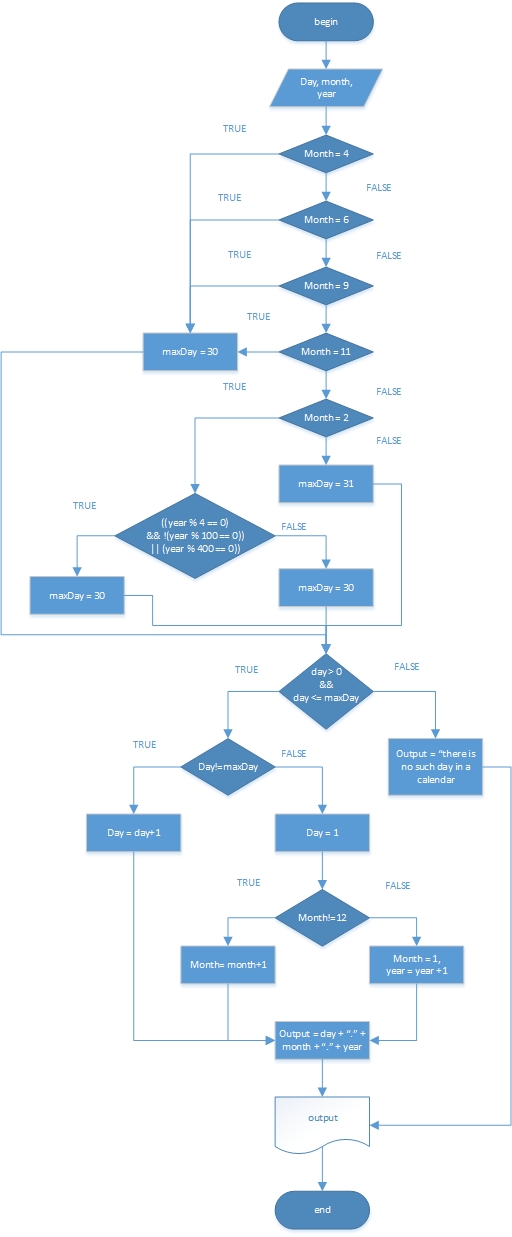 begin
Day, month,
year
TRUE
Month= 4
FALSE
TRUE
Month= 6
TRUE
FALSE
Month= 9
TRUE
maxDay = 30
Month = 11
TRUE
FALSE
Month= 2
FALSE
maxDay = 31
TRUE
((year % 4 == 0)
&& !(year % 100 == 0))
|| (year % 400 == 0))
FALSE
maxDay = 30
maxDay = 30
TRUE
day > 0
&&
day <= maxDay
FALSE
TRUE
Day!=maxDay
FALSE
Output = “there is
no such day in a
calendar
Day = day+1
Day = 1
TRUE
FALSE
Month!=12
Month= month+1
Month = 1,
year = year +1
Output = day + “.” +
month + “.” + year
output
end